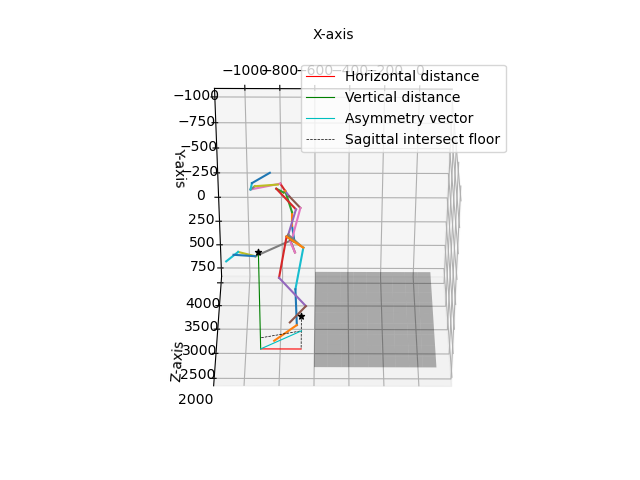 X-axis
−1000
−800
−600
−400
−200
0
Horizontal distance
Vertical distance
Asymmetry vector
Sagittal intersect floor
−1000
−750
−500
−250
0
250
500
750
Y-axis
4000
3500
3000
2500
2000
Z-axis